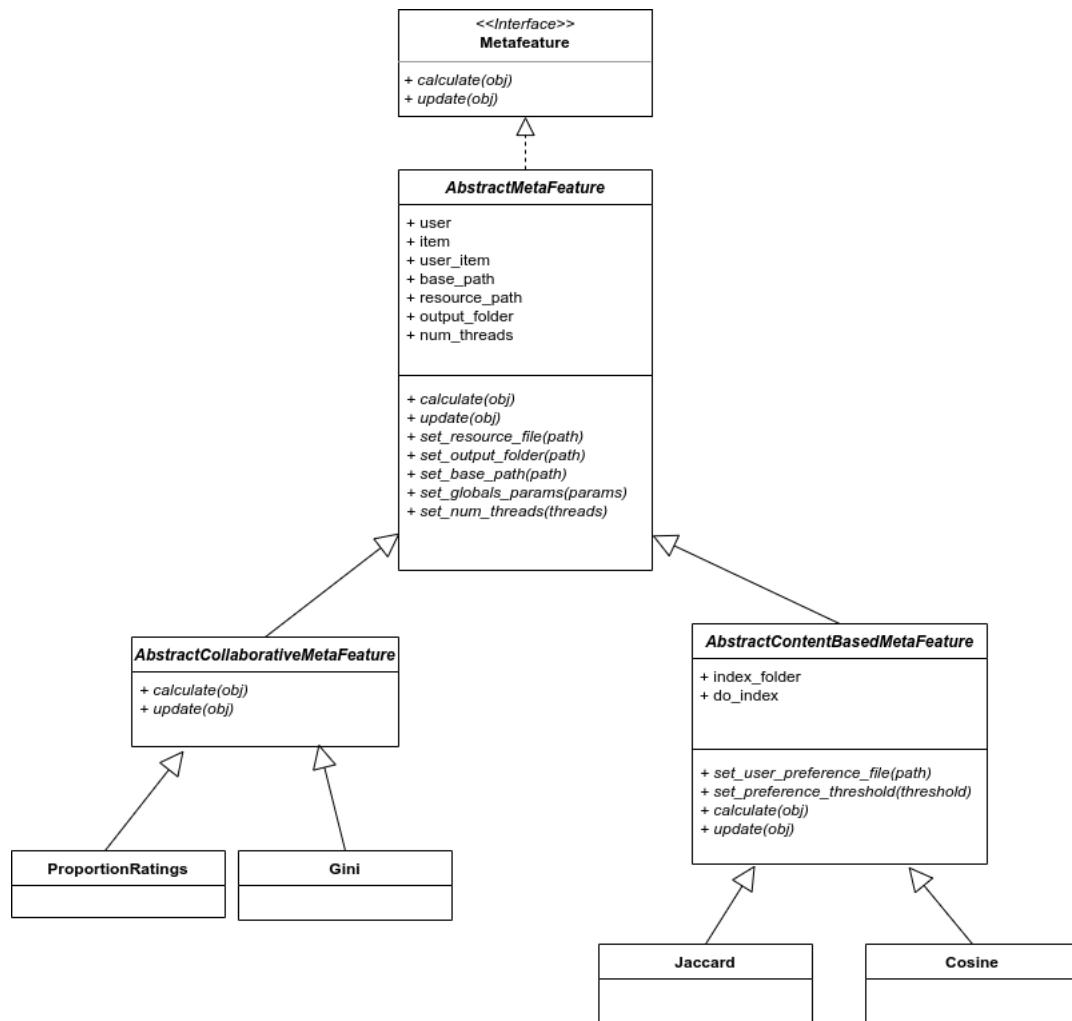 <<Interface>>
Metafeature
+ calculate(obj)
+ update(obj)
AbstractMetaFeature
+ user
+ item
+ user_item
+ base_path
+ resource_path
+ output_folder
+ num_threads
+ calculate(obj)
+ update(obj)
+ set_resource_file(path)
+ set_output_folder(path)
+ set_base_path(path)
+ set_globals_params(params)
+ set_num_threads(threads)
AbstractCollaborativeMetaFeature
+ calculate(obj)
+ update(obj)
AbstractContentBasedMetaFeature
+ index_folder
+ do_index
+ set_user_preference_file(path)
+ set_preference_threshold(threshold)
+ calculate(obj)
+ update(obj)
ProportionRatings
Gini
Jaccard
Cosine